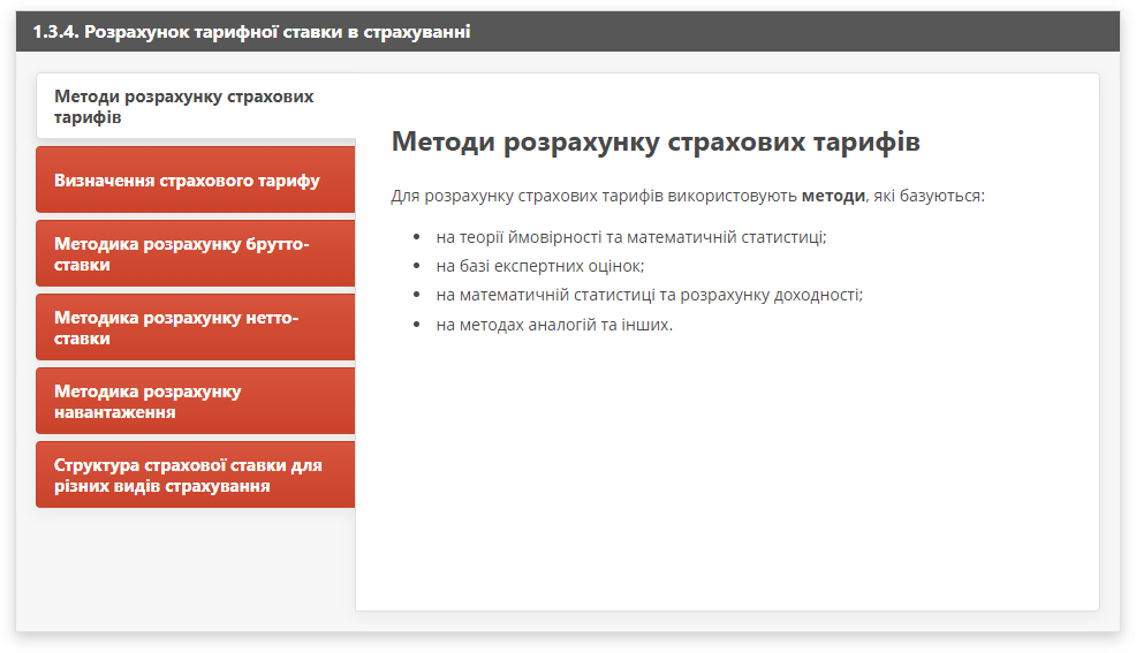 1.3.4. Розрахунок тарифної ставки в страхуванні
Методи розрахунку страхових
тарифів
Визначення страхового тарифу
Методика розрахунку брутто-
ставки
Методика розрахунку нетто-
ставки
Методика розрахунку
навантаження
Структура страхової ставки для
різних видів страхування
Методи розрахунку страхових тарифів
Для розрахунку страхових тарифів використовують методи, які базуються:
• на теорії ймовірності та математичній статистиці;
• на базі експертних оцінок;
• на математичній статистиці та розрахунку доходності;
• на методах аналогій та інших.